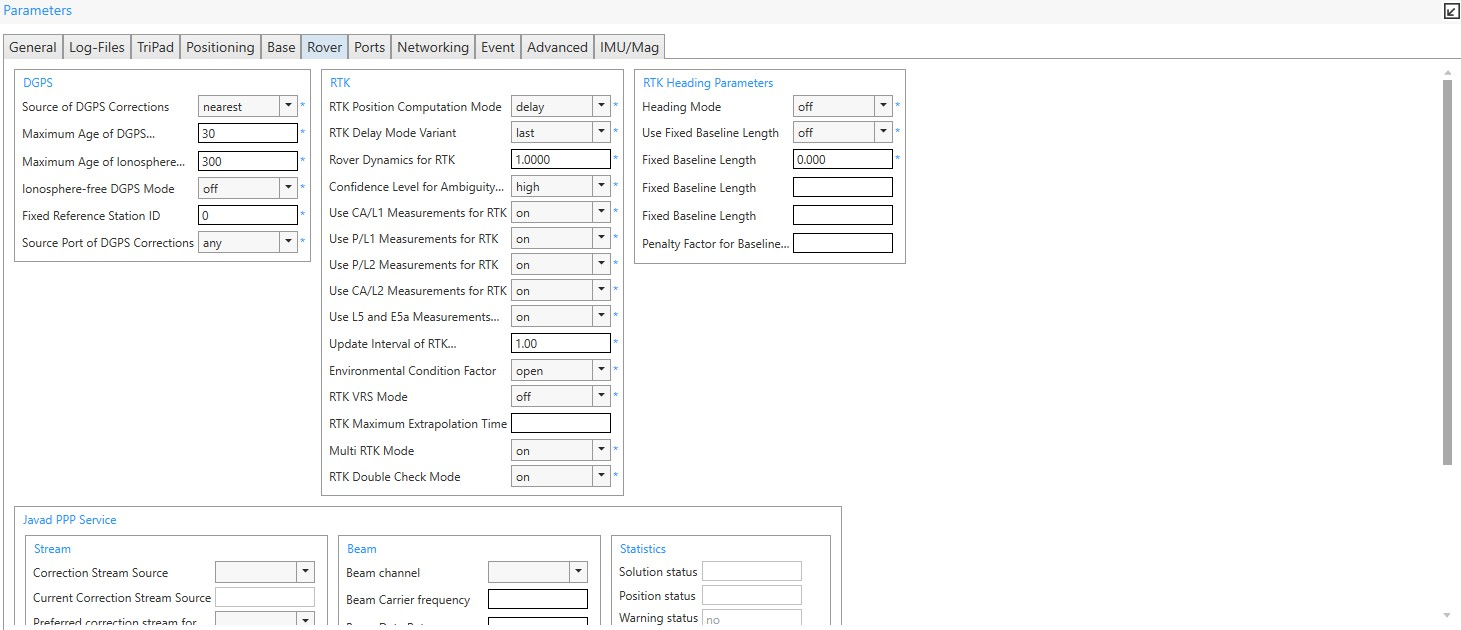 Parameters
General Log-Files TriPad Positioning Base Rover Ports Networking Event Advanced IMU/Mag
DGPS
Source of DGPS Corrections nearest *
Maximum Age of DGPS... 30 *
Maximum Age of Ionosphere... 300 *
Ionosphere-free DGPS Mode off *
Fixed Reference Station ID 0 *
Source Port of DGPS Corrections any *
RTK
RTK Position Computation Mode delay *
RTK Delay Mode Variant last *
Rover Dynamics for RTK 1.0000 *
Confidence Level for Ambiguity... high *
Use CA/L1 Measurements for RTK on *
Use P/L1 Measurements for RTK on *
Use P/L2 Measurements for RTK on *
Use CA/L2 Measurements for RTK on *
Use L5 and E5a Measurements... on *
Update Interval of RTK... 1.00 *
Environmental Condition Factor open *
RTK VRS Mode off *
RTK Maximum Extrapolation Time
Multi RTK Mode on *
RTK Double Check Mode on *
RTK Heading Parameters
Heading Mode off *
Use Fixed Baseline Length off *
Fixed Baseline Length 0.000 *
Fixed Baseline Length
Fixed Baseline Length
Penalty Factor for Baseline...
Javad PPP Service
Stream
Correction Stream Source
Current Correction Stream Source
Preferred correction stream for
Beam
Beam channel
Beam Carrier frequency
Statistics
Solution status
Position status
Warning status no